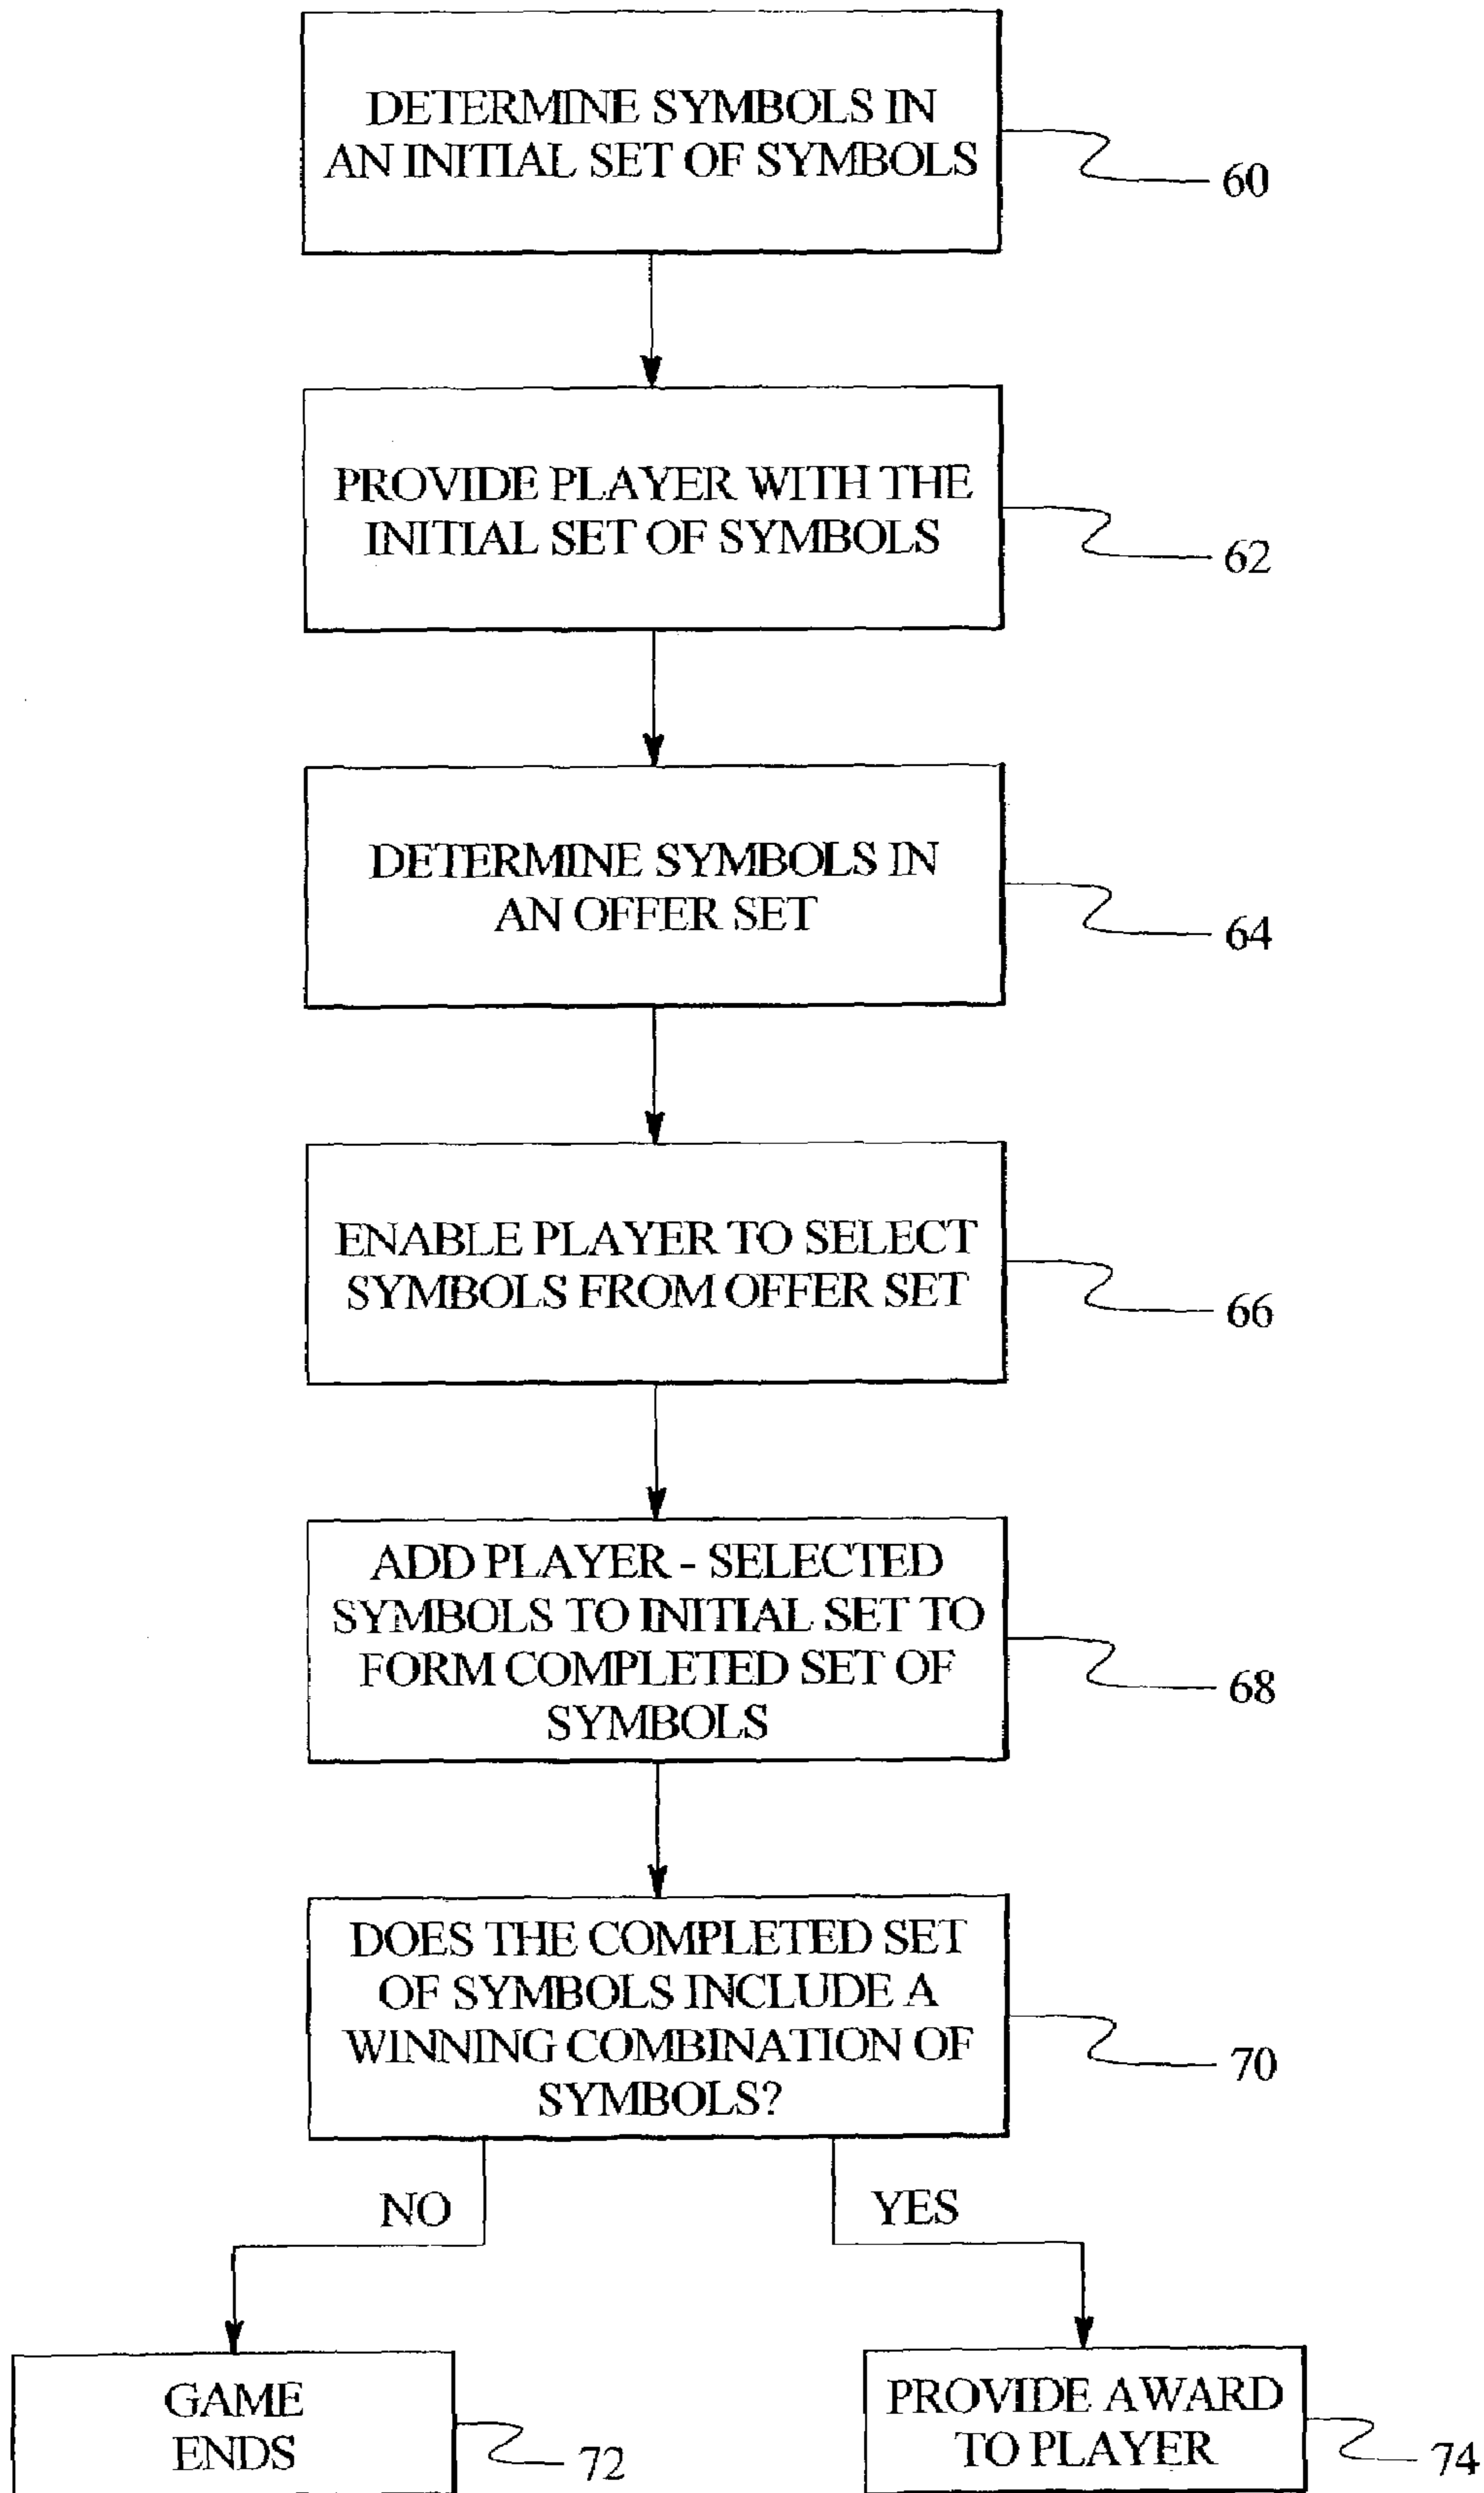 DETERMINE SYMBOLS IN
AN INITIAL SET OF SYMBOLS
60
PROVIDE PLAYER WITH THE
INITIAL SET OF SYMBOLS
62
DETERMINE SYMBOLS IN
AN OFFER SET
64
ENABLE PLAYER TO SELECT
SYMBOLS FROM OFFER SET
66
ADD PLAYER - SELECTED
SYMBOLS TO INITIAL SET TO
FORM COMPLETED SET OF
SYMBOLS
68
DOES THE COMPLETED SET
OF SYMBOLS INCLUDE A
WINNING COMBINATION OF
SYMBOLS?
70
NO
YES
GAME
ENDS
72
PROVIDE AWARD
TO PLAYER
74